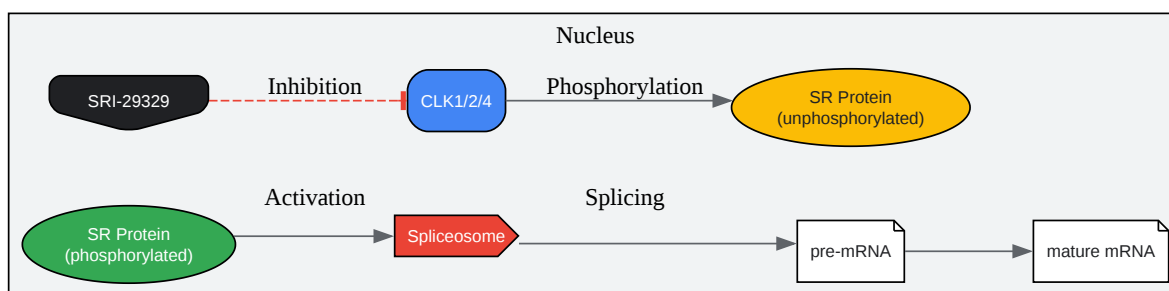 Nucleus
SRI-29329
Inhibition
CLK1/2/4
Phosphorylation
SR Protein
(unphosphorylated)
SR Protein
(phosphorylated)
Activation
Spliceosome
Splicing
pre-mRNA
mature mRNA